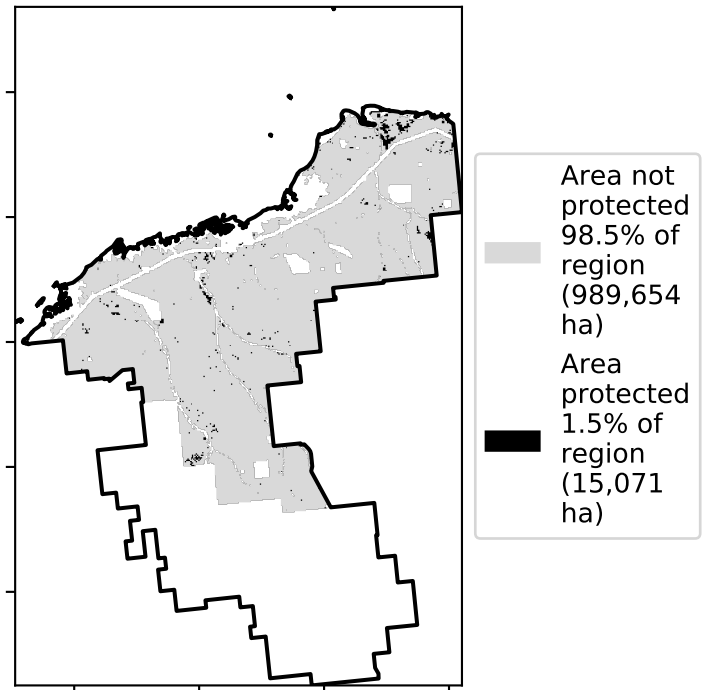 Area not
protected
98.5% of
region
(989,654
ha)
Area
protected
1.5% of
region
(15,071
ha)